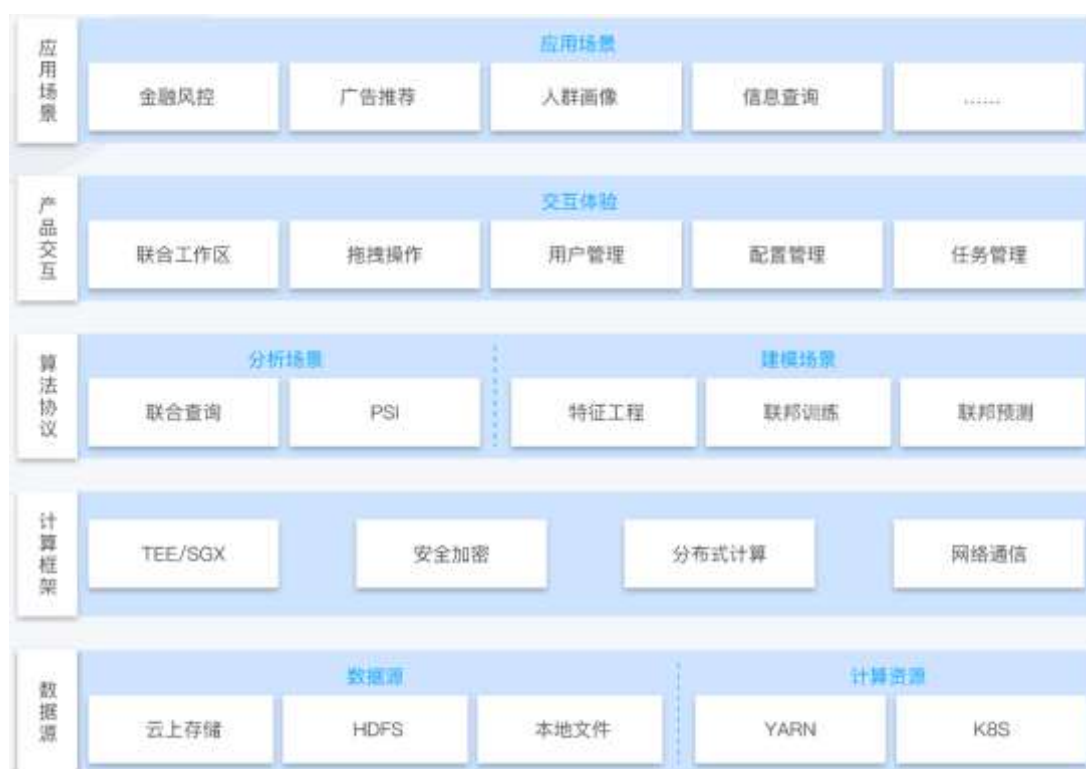 应用场景
应用场景
金融风控
广告推荐
人群画像
信息查询
……
产品交互
交互体验
联合工作区
拖拽操作
用户管理
配置管理
任务管理
算法协议
分析场景
建模场景
联合查询
PSI
特征工程
联邦训练
联邦预测
计算框架
TEE/SGX
安全加密
分布式计算
网络通信
数据源
数据源
计算资源
云上存储
HDFS
本地文件
YARN
K8S